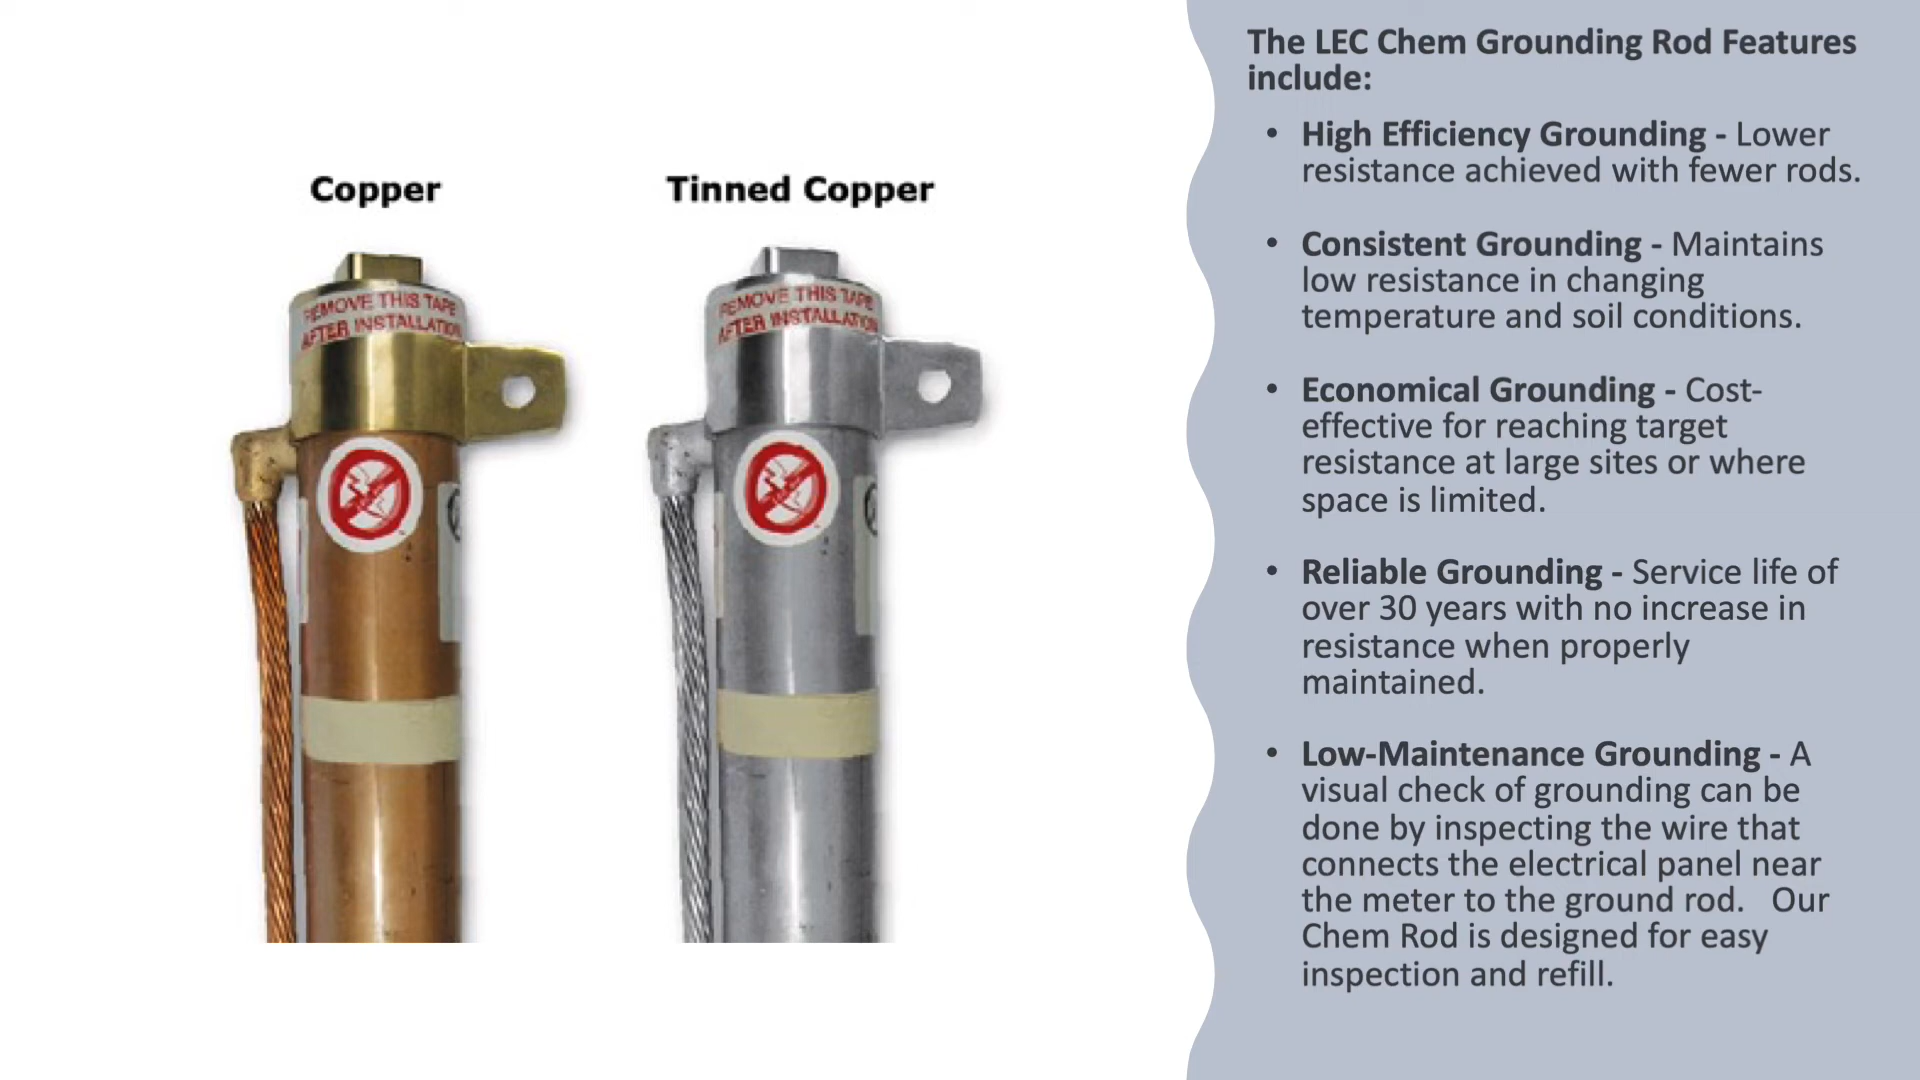 Copper
Tinned Copper
REMOVE THIS TAPE
AFTER INSTALLATION
REMOVE THIS TAPE
AFTER INSTALLATION
The LEC Chem Grounding Rod Features
include:
• High Efficiency Grounding - Lower
resistance achieved with fewer rods.
• Consistent Grounding - Maintains
low resistance in changing
temperature and soil conditions.
• Economical Grounding - Cost-
effective for reaching target
resistance at large sites or where
space is limited.
• Reliable Grounding - Service life of
over 30 years with no increase in
resistance when properly
maintained.
• Low-Maintenance Grounding - A
visual check of grounding can be
done by inspecting the wire that
connects the electrical panel near
the meter to the ground rod.   Our
Chem Rod is designed for easy
inspection and refill.